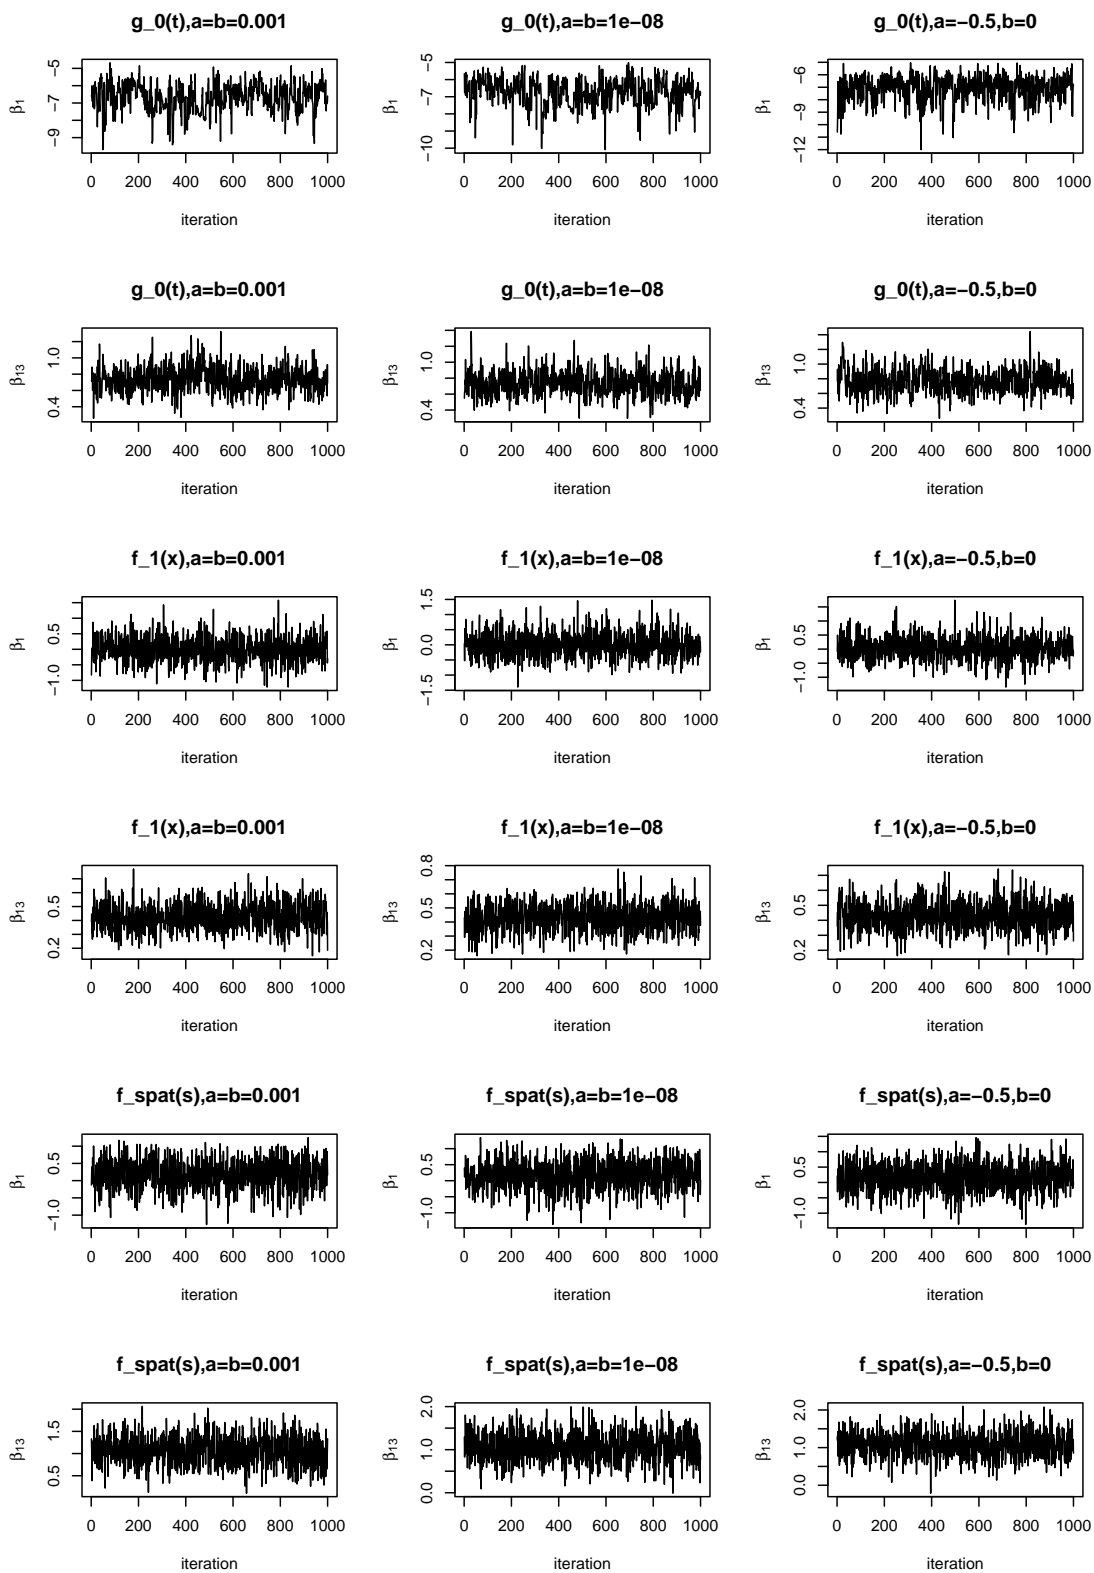 g_0(t),a=b=0.001 g_0(t),a=b=1e−08 g_0(t),a=−0.5,b=0
β1 −9 −7 −5 β1 −10 −7 −5 β1 −12 −9 −6
0 200 400 600 800 1000 0 200 400 600 800 1000 0 200 400 600 800 1000
iteration iteration iteration
g_0(t),a=b=0.001 g_0(t),a=b=1e−08 g_0(t),a=−0.5,b=0
β13 0.4 1.0 β13 0.4 1.0 β13 0.4 1.0
0 200 400 600 800 1000 0 200 400 600 800 1000 0 200 400 600 800 1000
iteration iteration iteration
f_1(x),a=b=0.001 f_1(x),a=b=1e−08 f_1(x),a=−0.5,b=0
β1 −1.0 0.5 β1 −1.5 0.0 1.5 β1 −1.0 0.5
0 200 400 600 800 1000 0 200 400 600 800 1000 0 200 400 600 800 1000
iteration iteration iteration
f_1(x),a=b=0.001 f_1(x),a=b=1e−08 f_1(x),a=−0.5,b=0
β13 0.2 0.5 β13 0.2 0.5 0.8 β13 0.2 0.5
0 200 400 600 800 1000 0 200 400 600 800 1000 0 200 400 600 800 1000
iteration iteration iteration
f_spat(s),a=b=0.001 f_spat(s),a=b=1e−08 f_spat(s),a=−0.5,b=0
β1 −1.0 0.5 β1 −1.0 0.5 β1 −1.0 0.5
0 200 400 600 800 1000 0 200 400 600 800 1000 0 200 400 600 800 1000
iteration iteration iteration
f_spat(s),a=b=0.001 f_spat(s),a=b=1e−08 f_spat(s),a=−0.5,b=0
β13 0.5 1.5 β13 0.0 1.0 2.0 β13 0.0 1.0 2.0
0 200 400 600 800 1000 0 200 400 600 800 1000 0 200 400 600 800 1000
iteration iteration iteration